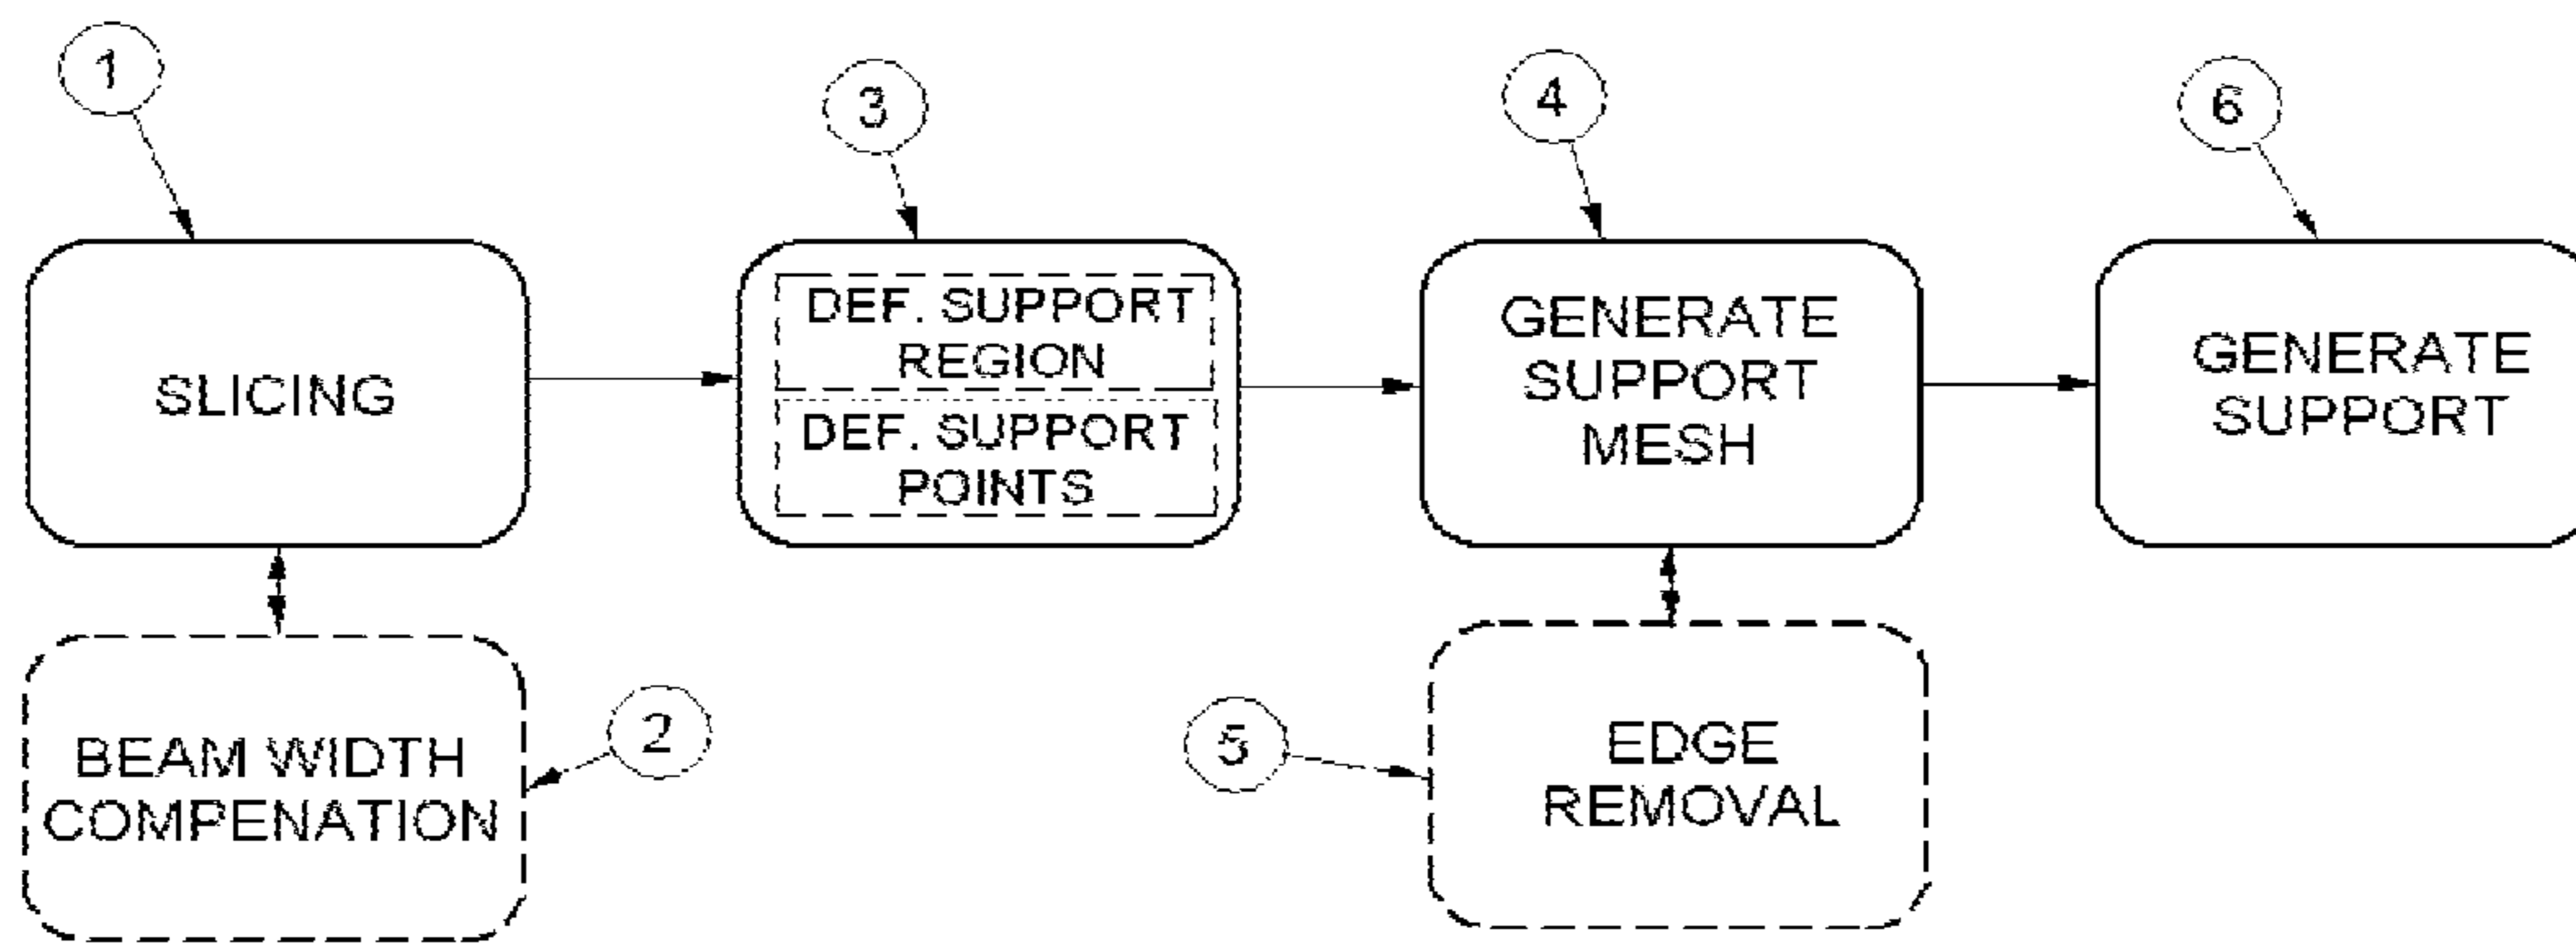 1
3
4
6
SLICING
DEF. SUPPORT
REGION
DEF. SUPPORT
POINTS
GENERATE
SUPPORT
MESH
GENERATE
SUPPORT
BEAM WIDTH
COMPENATION
2
5
EDGE
REMOVAL